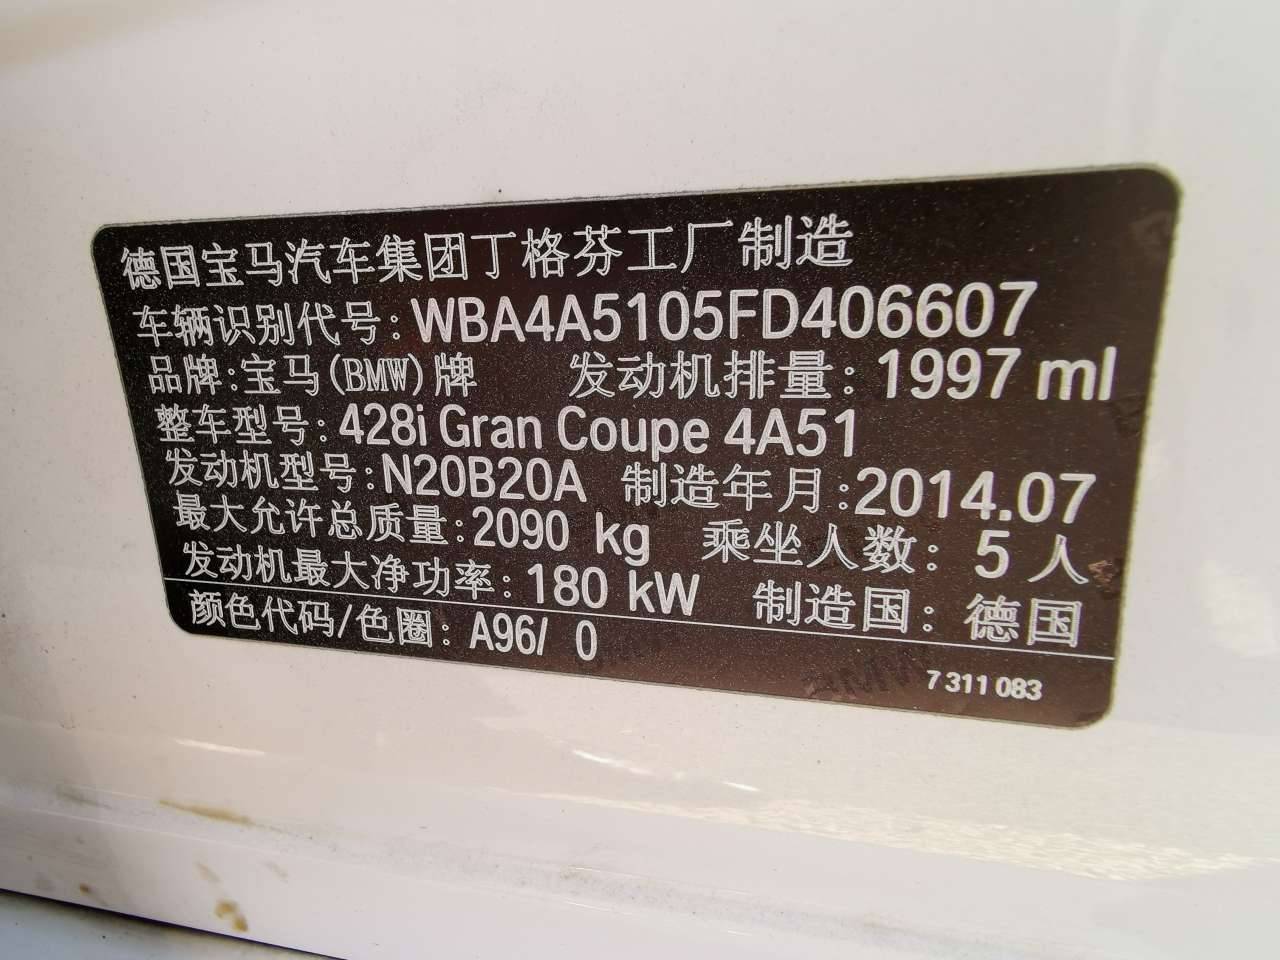 德国宝马汽车集团丁格芬工厂制造
车辆识别代号:WBA4A5105FD406607
品牌:宝马(BMW)牌 发动机排量: 1997 ml
整车型号:428i Gran Coupe 4A51
发动机型号:N20B20A 制造年月:2014.07
最大允许总质量:2090 kg 乘坐人数: 5 人
发动机最大净功率: 180 kW 制造国: 德国
颜色代码/色圈: A96/ 0
7 311 083